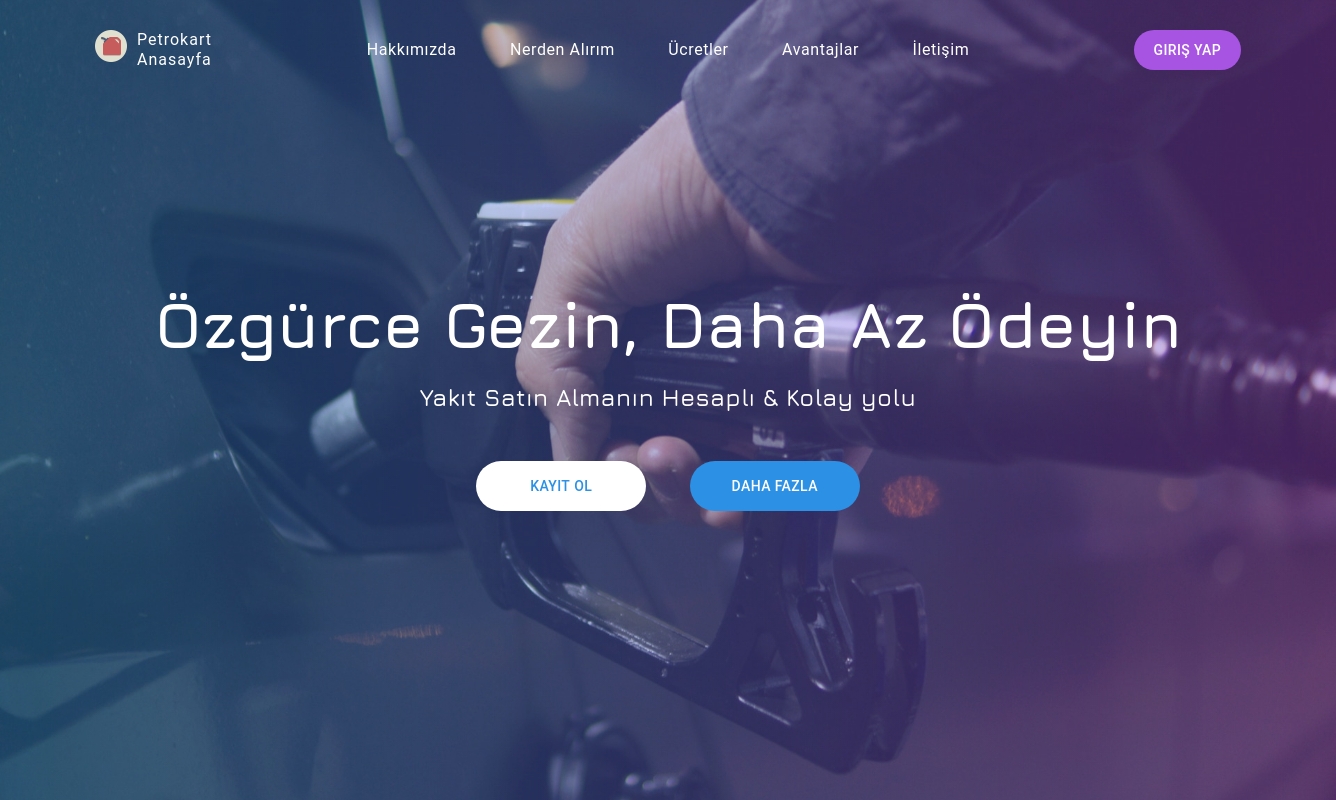 Petrokart
Anasayfa
Hakkımızda
Nerden Alırım
Ücretler
Avantajlar
İletişim
GIRIŞ YAP
Özgürce Gezin, Daha Az Ödeyin
Yakıt Satın Almanın Hesaplı & Kolay yolu
KAYIT OL
DAHA FAZLA